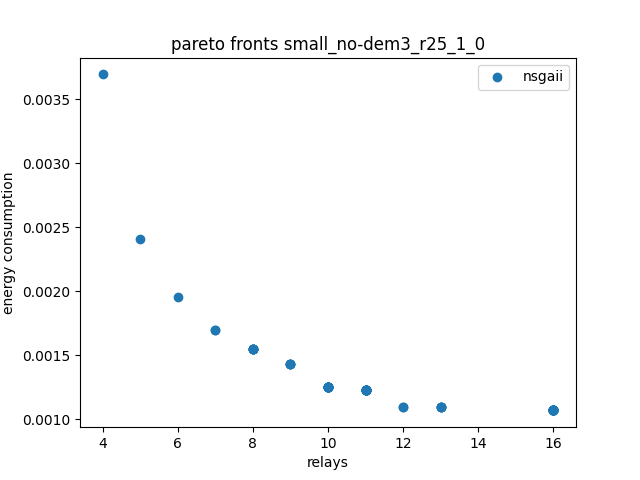 pareto fronts small_no-dem3_r25_1_0
nsgaii
0.0035
0.0030
0.0025
0.0020
0.0015
0.0010
energy consumption
4 6 8 10 12 14 16
relays